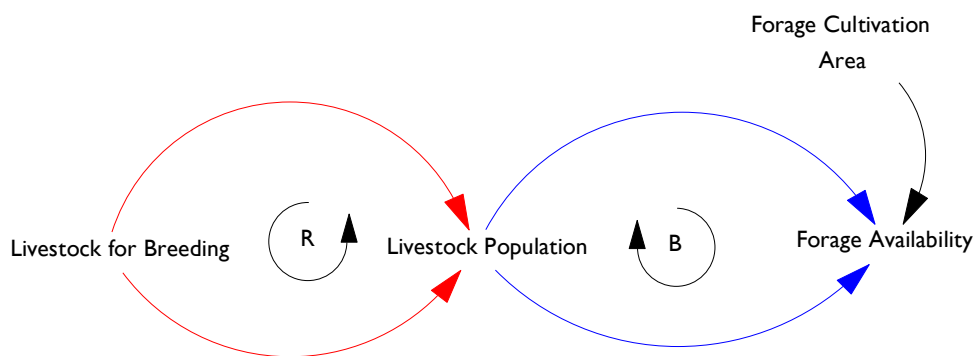 Forage Cultivation
Area
Livestock for Breeding
R
Livestock Population
B
Forage Availability